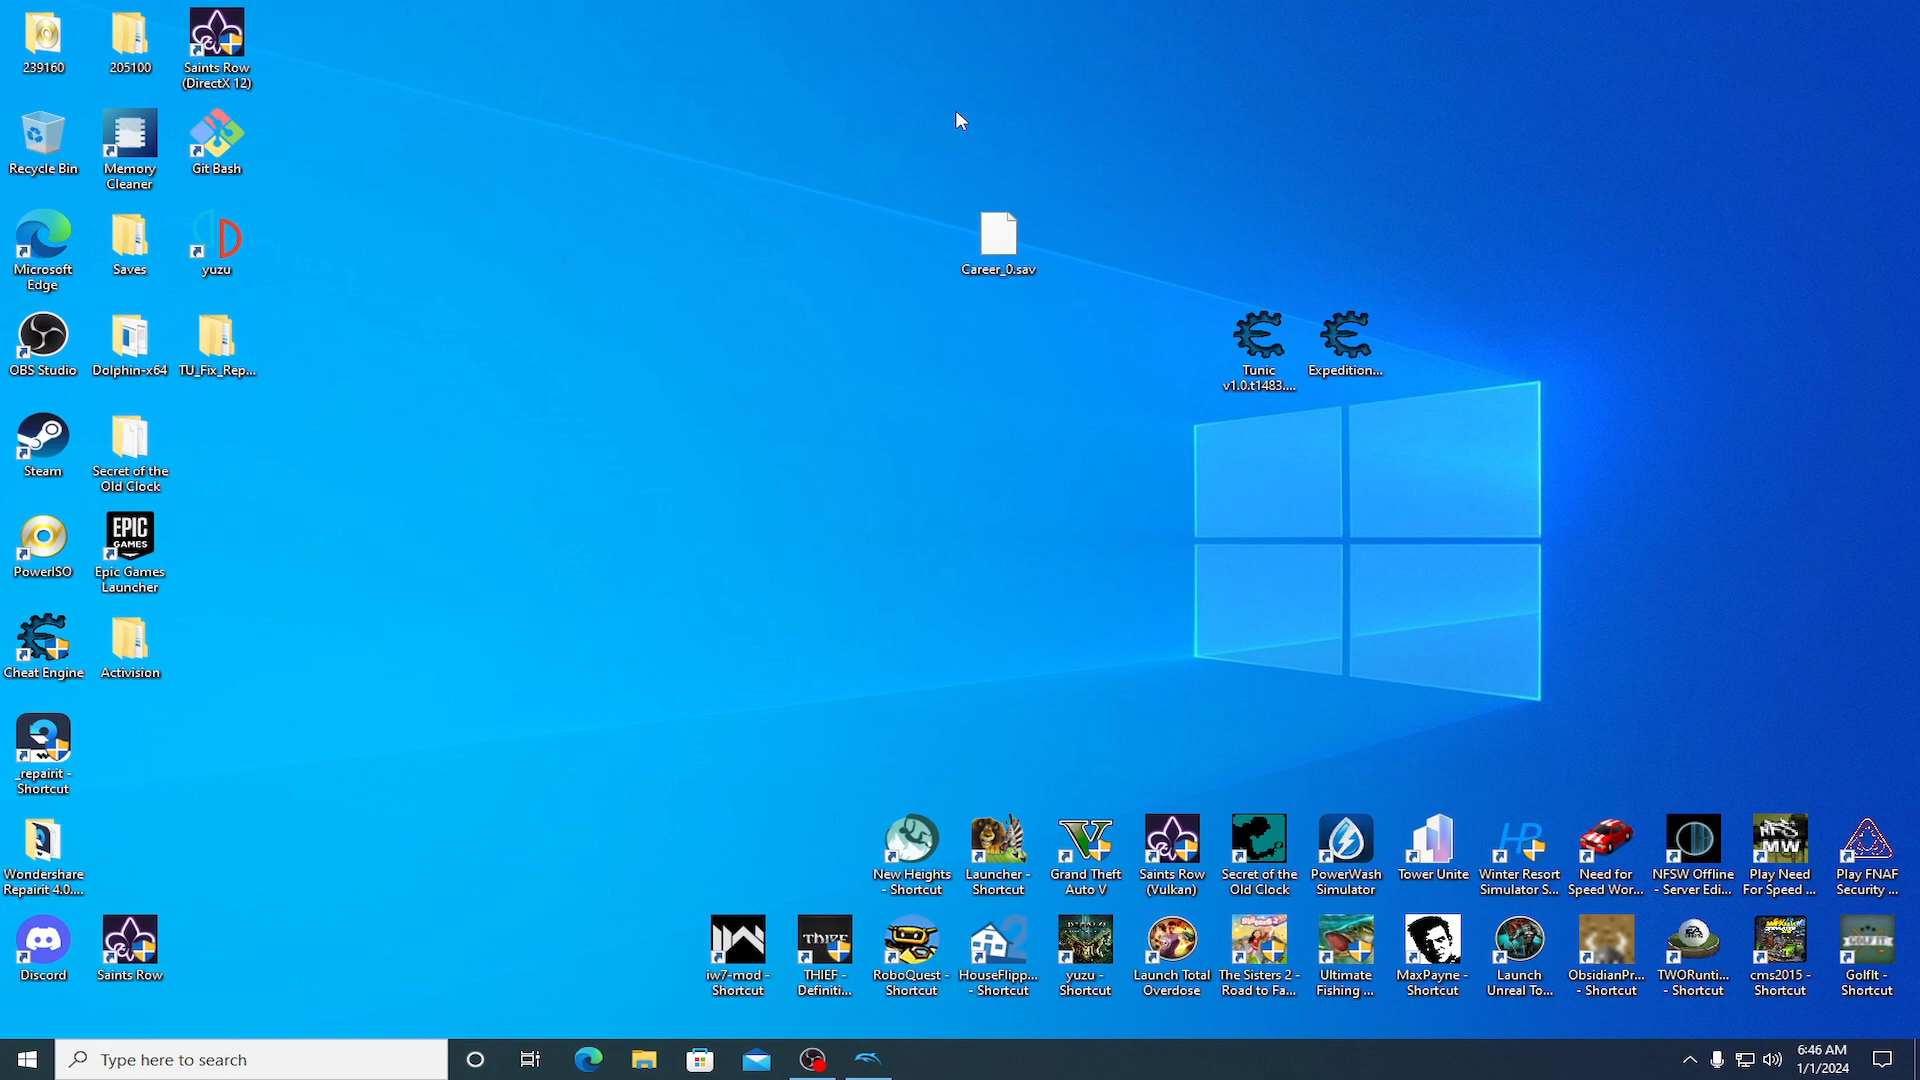 239160
205100
Saints Row
(DirectX 12)
Recycle Bin
Memory
Cleaner
Git Bash
Microsoft
Edge
Saves
yuzu
Career_0.sav
OBS Studio
Dolphin-x64
TU_Fix_Rep...
Tunic
v1.0.t1483....
Expedition...
Steam
Secret of the
Old Clock
EPIC
GAMES
PowerISO
Epic Games
Launcher
Cheat Engine
Activision
_repairit -
Shortcut
Wondershare
Repairit 4.0....
New Heights
- Shortcut
Launcher -
Shortcut
Grand Theft
Auto V
Saints Row
(Vulkan)
Secret of the
Old Clock
PowerWash
Simulator
Tower Unite
Winter Resort
Simulator S...
Need for
Speed Wor...
NFSW Offline
- Server Edi...
NFS
MW
Play Need
For Speed ...
Play FNAF
Security ...
Discord
Saints Row
iw7-mod -
Shortcut
THIEF
THIEF -
Definiti...
RoboQuest -
Shortcut
HouseFlipp...
- Shortcut
yuzu -
Shortcut
Launch Total
Overdose
The Sisters 2 -
Road to Fa...
Ultimate
Fishing ...
MaxPayne -
Shortcut
Launch
Unreal To...
ObsidianPr...
- Shortcut
EA
TWORunti...
- Shortcut
cms2015 -
Shortcut
GOLF IT
GolfIt -
Shortcut
Type here to search
6:46 AM
1/1/2024